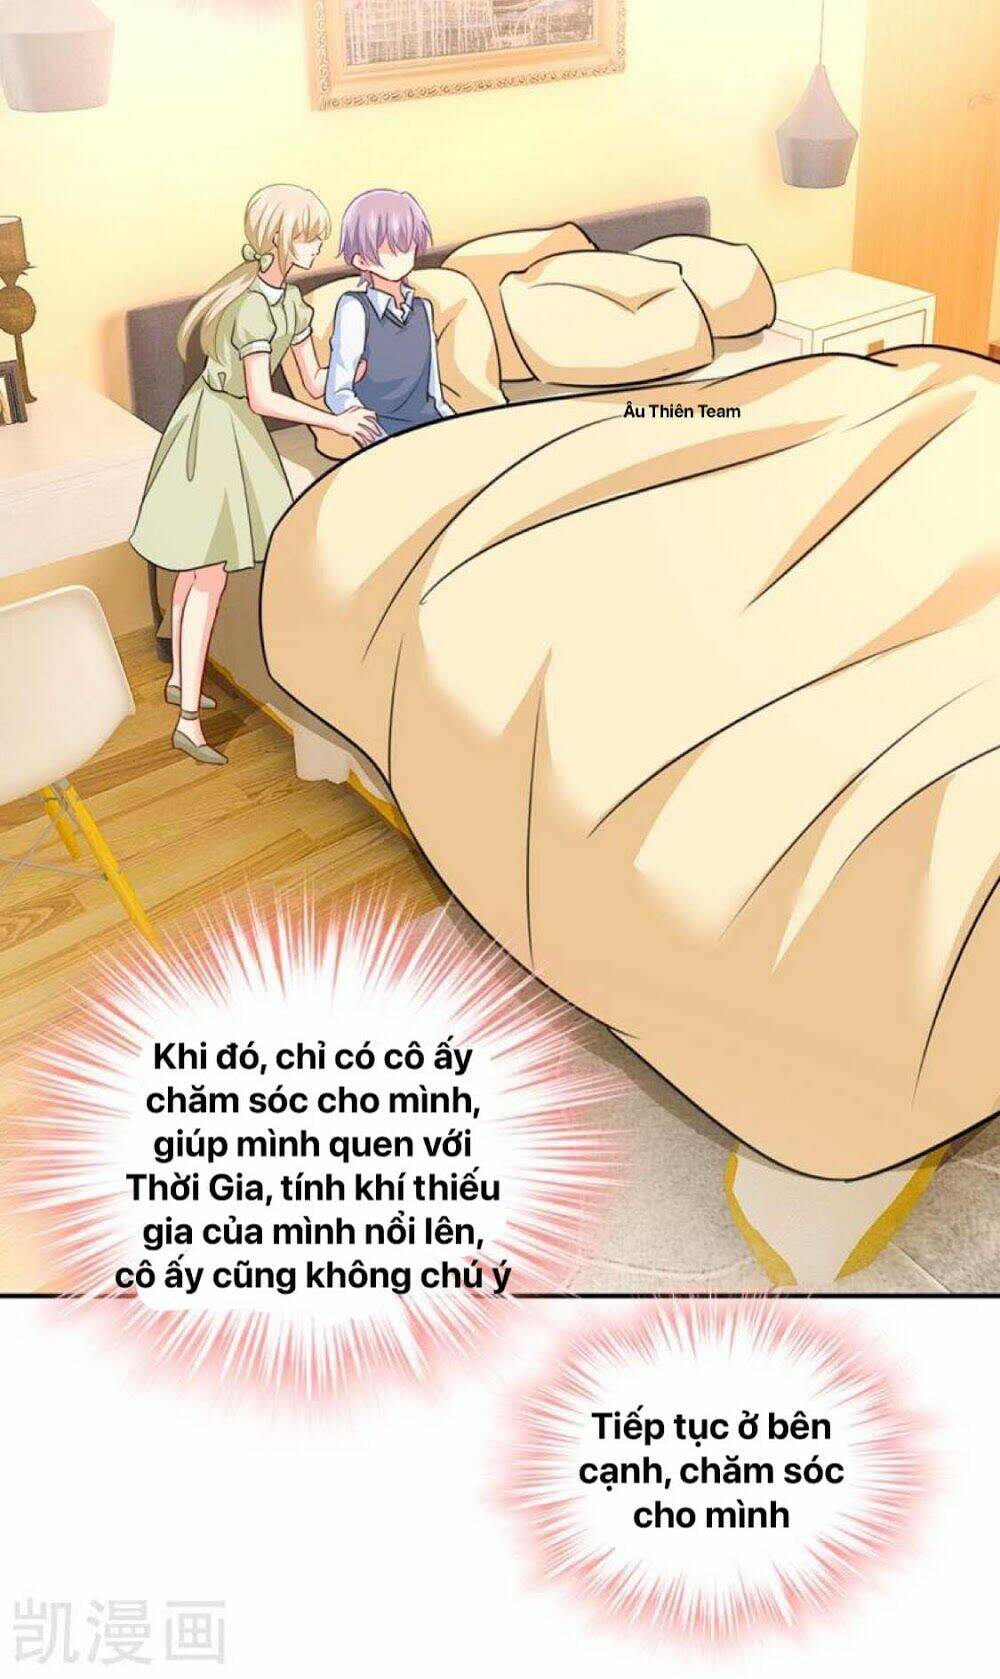 Âu Thiên Team
Khi đó, chỉ có cô ấy
chăm sóc cho mình,
giúp mình quen với
Thời Gia, tính khí thiếu
gia của mình nổi lên,
cô ấy cũng không chú ý
Tiếp tục ở bên
cạnh, chăm sóc
cho mình
凯漫画